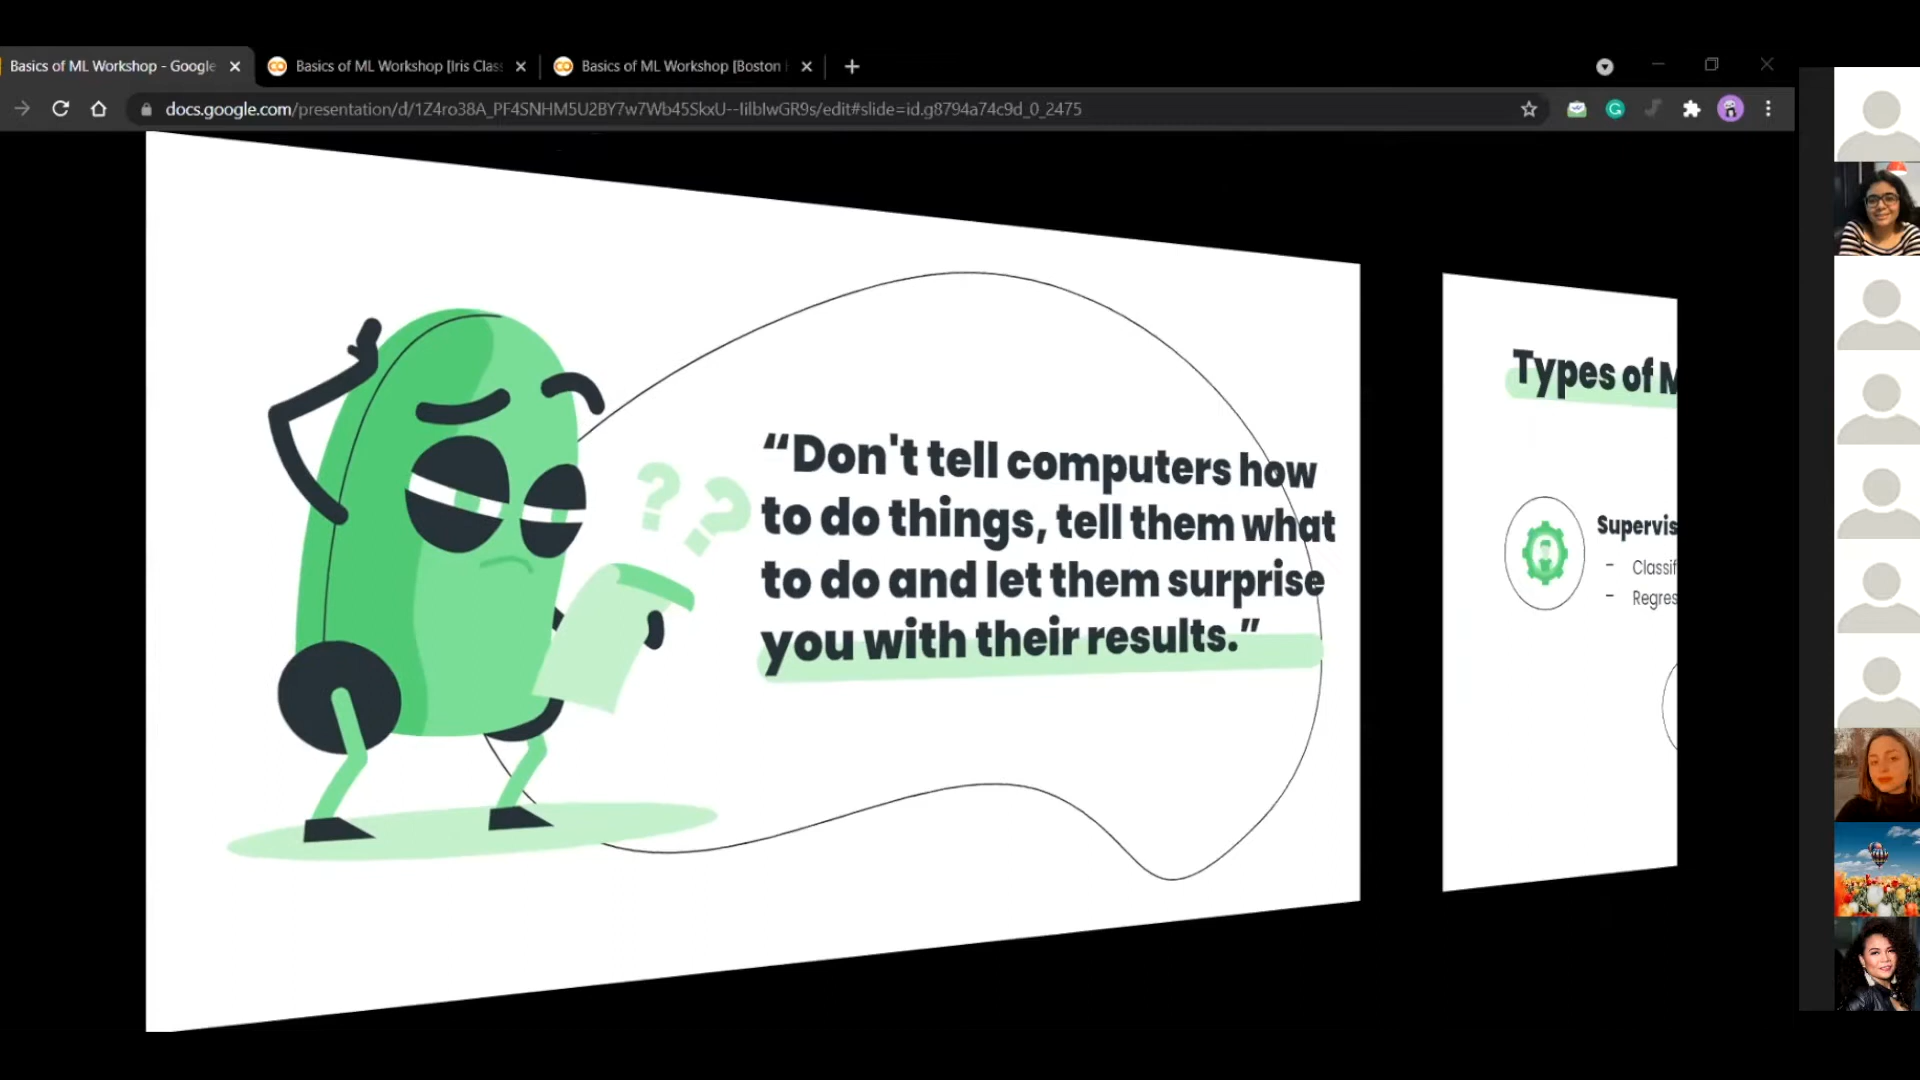 Basics of ML Workshop - Google
Basics of ML Workshop [Iris Clas
Basics of ML Workshop [Boston
docs.google.com/presentation/d/1Z4ro38A_PF4SNHM5U2BY7w7Wb45SkxU--IilbIwGR9s/edit#slide=id.g8794a74c9d_0_2475
“Don't tell computers how
to do things, tell them what
to do and let them surprise
you with their results.”
? ?
Types of M
Supervis
- Classif
- Regres